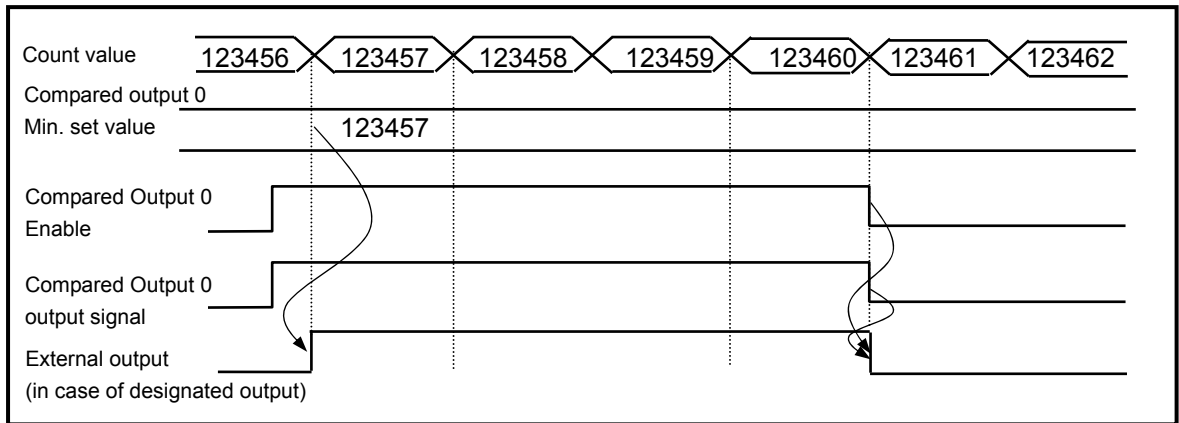 Count value 123456 123457 123458 123459 123460 123461 123462
Compared output 0
Min. set value 123457
Compared Output 0
Enable
Compared Output 0
output signal
External output
(in case of designated output)